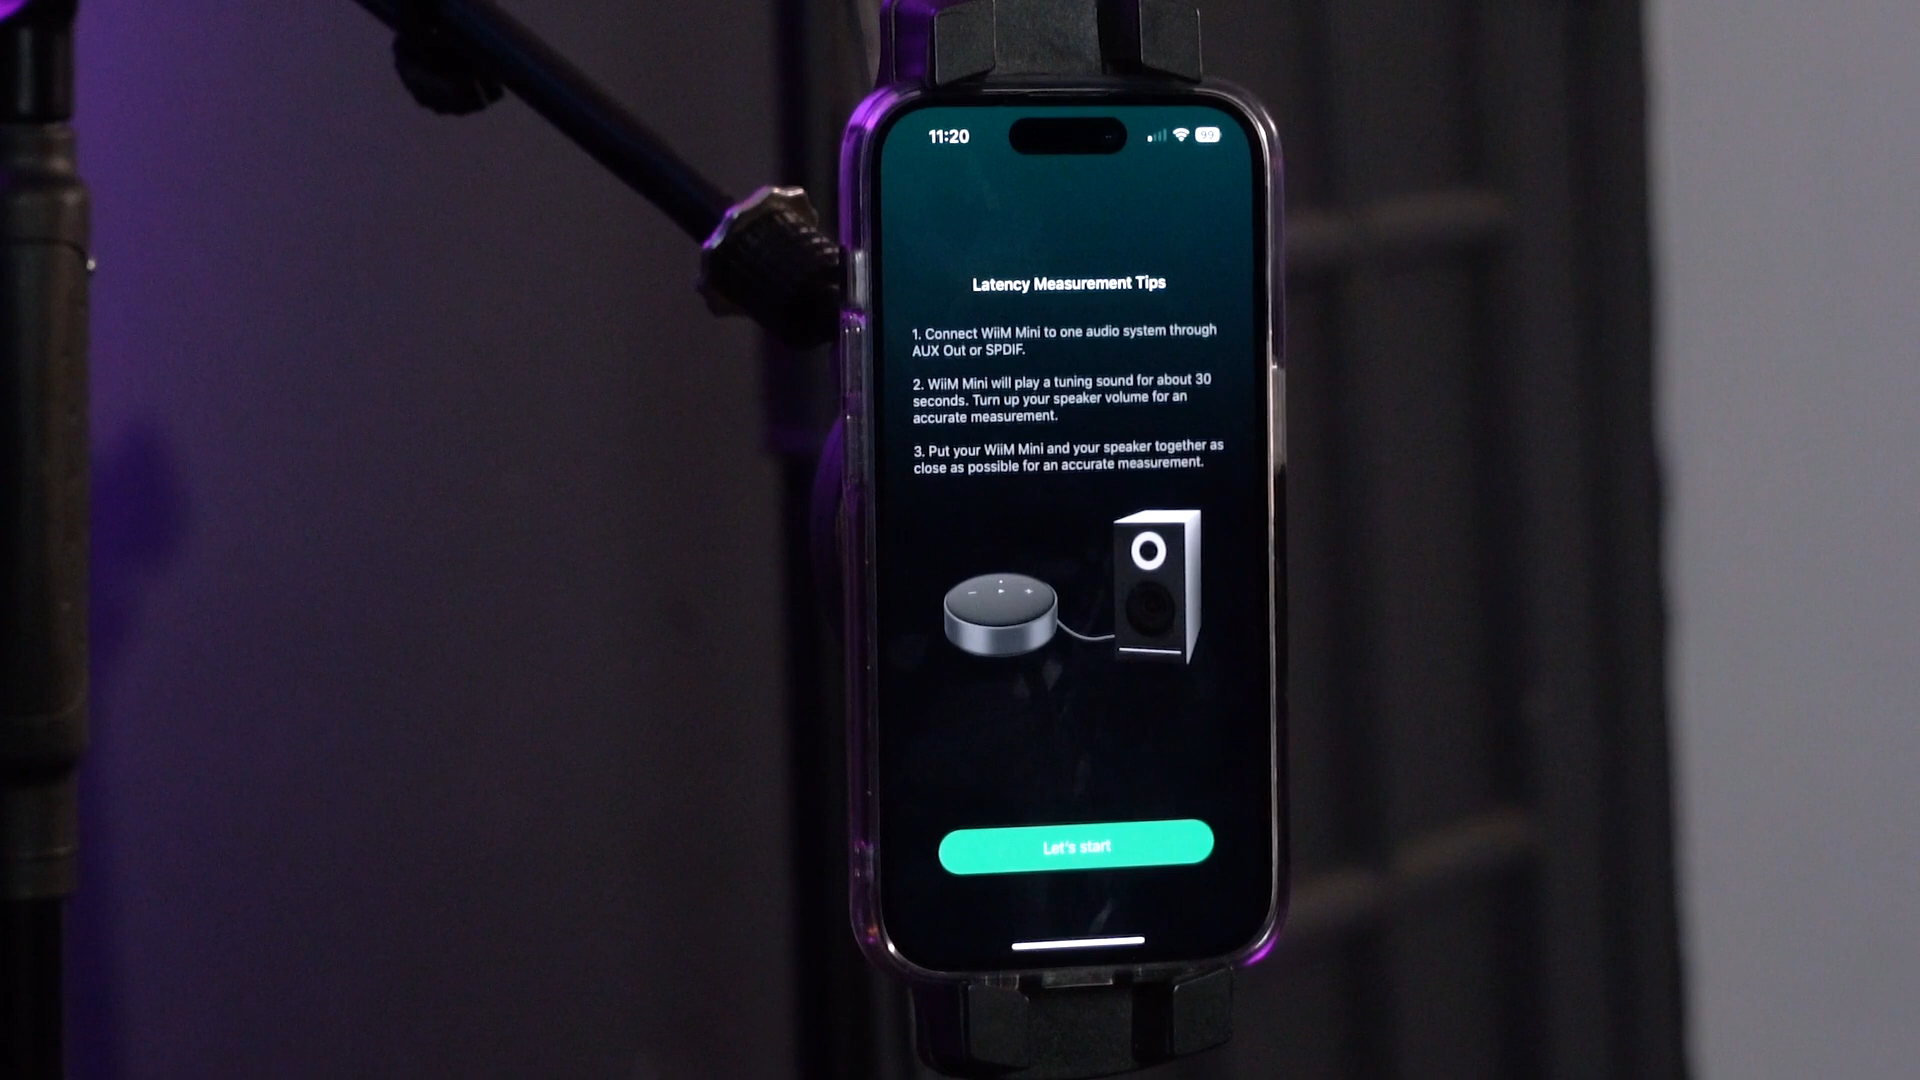 11:20
99
Latency Measurement Tips
1. Connect WiiM Mini to one audio system through
AUX Out or SPDIF.
2. WiiM Mini will play a tuning sound for about 30
seconds. Turn up your speaker volume for an
accurate measurement.
3. Put your WiiM Mini and your speaker together as
close as possible for an accurate measurement.
Let's start